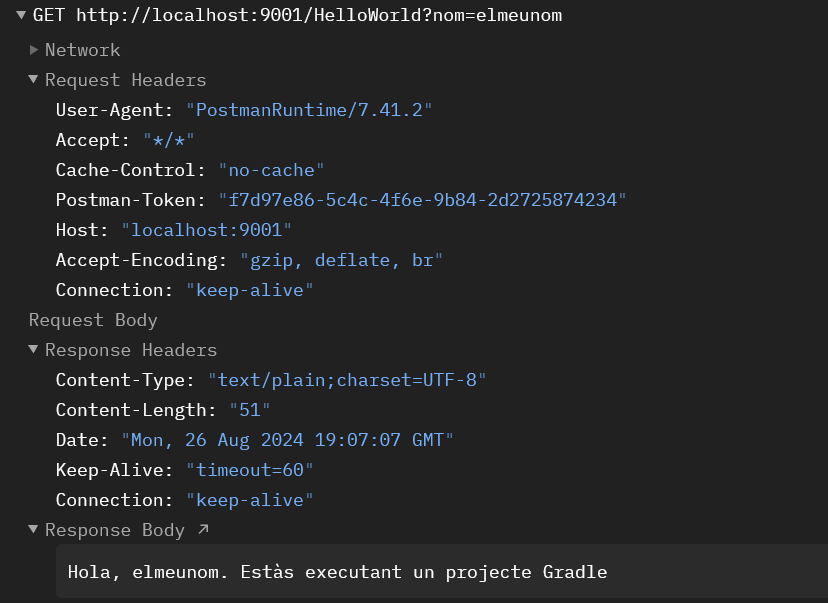 GET http://localhost:9001/HelloWorld?nom=elmeunom
Network
Request Headers
User-Agent: "PostmanRuntime/7.41.2"
Accept: "*/*"
Cache-Control: "no-cache"
Postman-Token: "f7d97e86-5c4c-4f6e-9b84-2d2725874234"
Host: "localhost:9001"
Accept-Encoding: "gzip, deflate, br"
Connection: "keep-alive"
Request Body
Response Headers
Content-Type: "text/plain;charset=UTF-8"
Content-Length: "51"
Date: "Mon, 26 Aug 2024 19:07:07 GMT"
Keep-Alive: "timeout=60"
Connection: "keep-alive"
Response Body ↗
Hola, elmeunom. Estàs executant un projecte Gradle